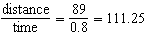 distance/time = 89/0.8 = 111.25